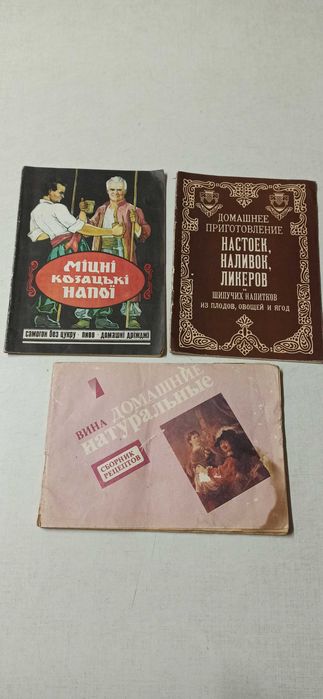 Міцні
козацькі
напої
самогон без цукру · пиво · домашні дріжджі
ДОМАШНЕЕ
ПРИГОТОВЛЕНИЕ
НАСТОЕК,
НАЛИВОК,
ЛИКЕРОВ
И
ШИПУЧИХ НАПИТКОВ
ИЗ ПЛОДОВ, ОВОЩЕЙ И ЯГОД
ВИНА ДОМАШНИЕ
натуральные
СБОРНИК
РЕЦЕПТОВ